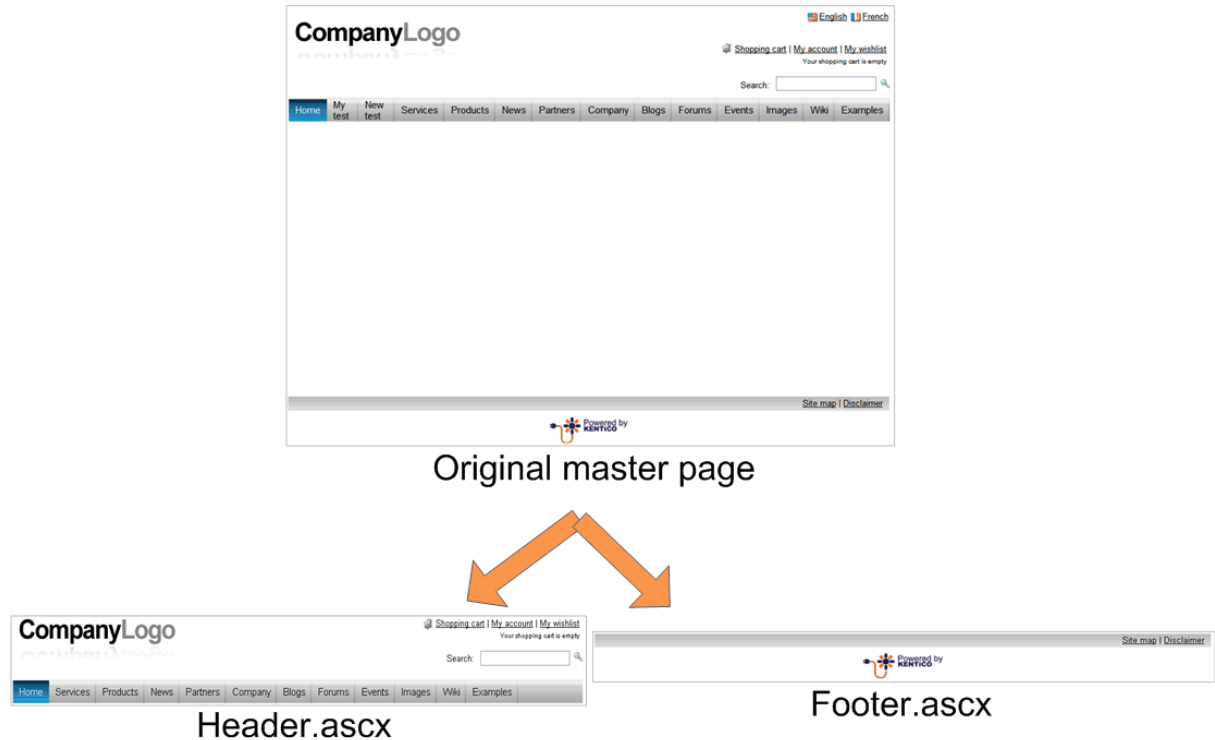 English French
CompanyLogo
Shopping cart | My account | My wishlist
Your shopping cart is empty
Search:
Home My test New test Services Products News Partners Company Blogs Forums Events Images Wiki Examples
Site map | Disclaimer
Powered by
KENTICO
Original master page
CompanyLogo
Shopping cart | My account | My wishlist
Your shopping cart is empty
Search:
Home Services Products News Partners Company Blogs Forums Events Images Wiki Examples
Header.ascx
Site map | Disclaimer
Powered by
KENTICO
Footer.ascx